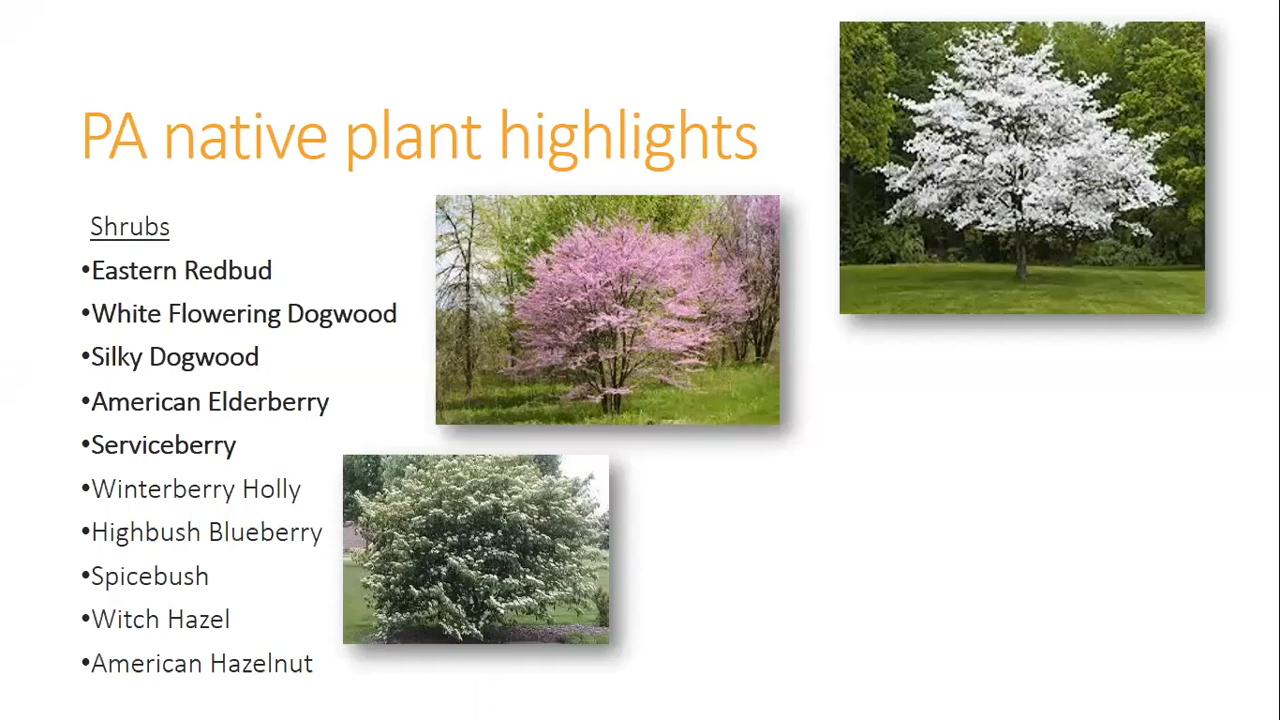 PA native plant highlights
Shrubs
•Eastern Redbud
•White Flowering Dogwood
•Silky Dogwood
•American Elderberry
•Serviceberry
•Winterberry Holly
•Highbush Blueberry
•Spicebush
•Witch Hazel
•American Hazelnut